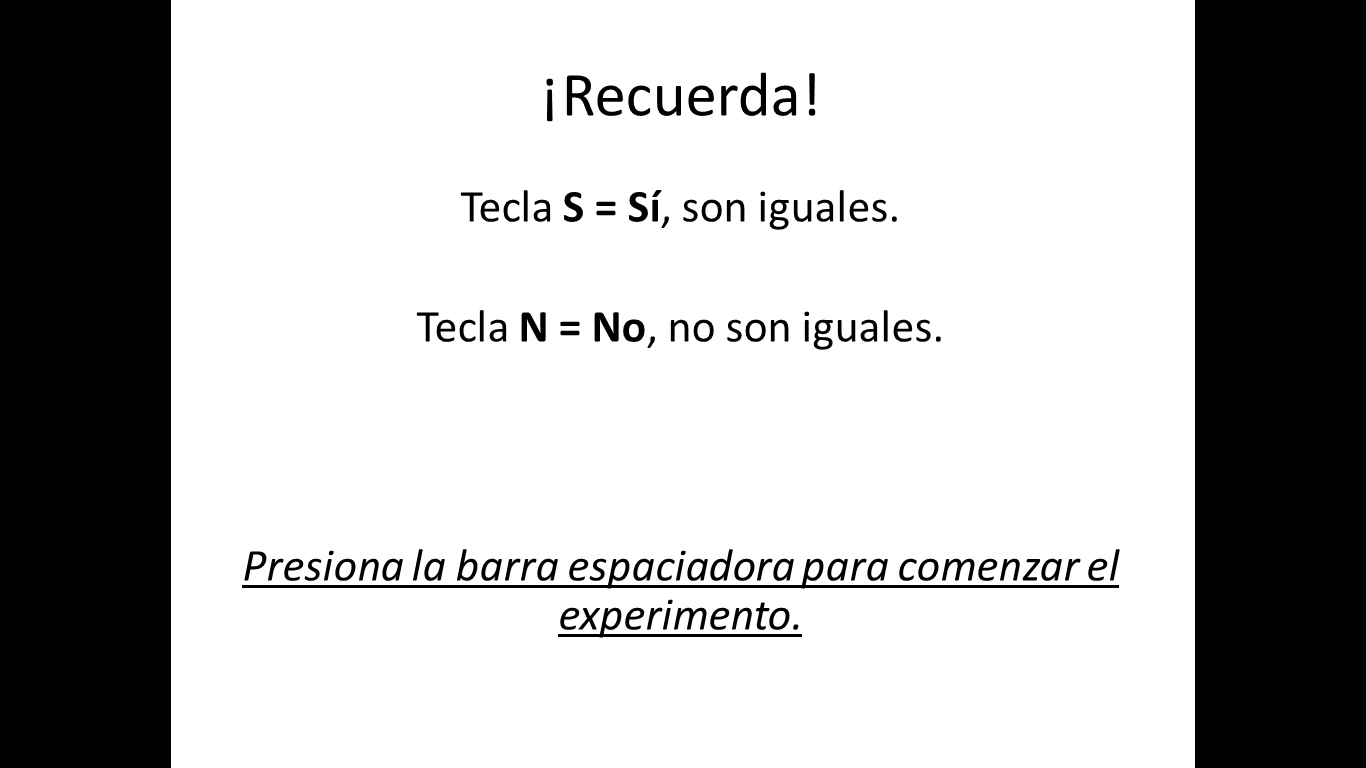 ¡Recuerda!
Tecla S = Sí, son iguales.
Tecla N = No, no son iguales.
Presiona la barra espaciadora para comenzar el
experimento.